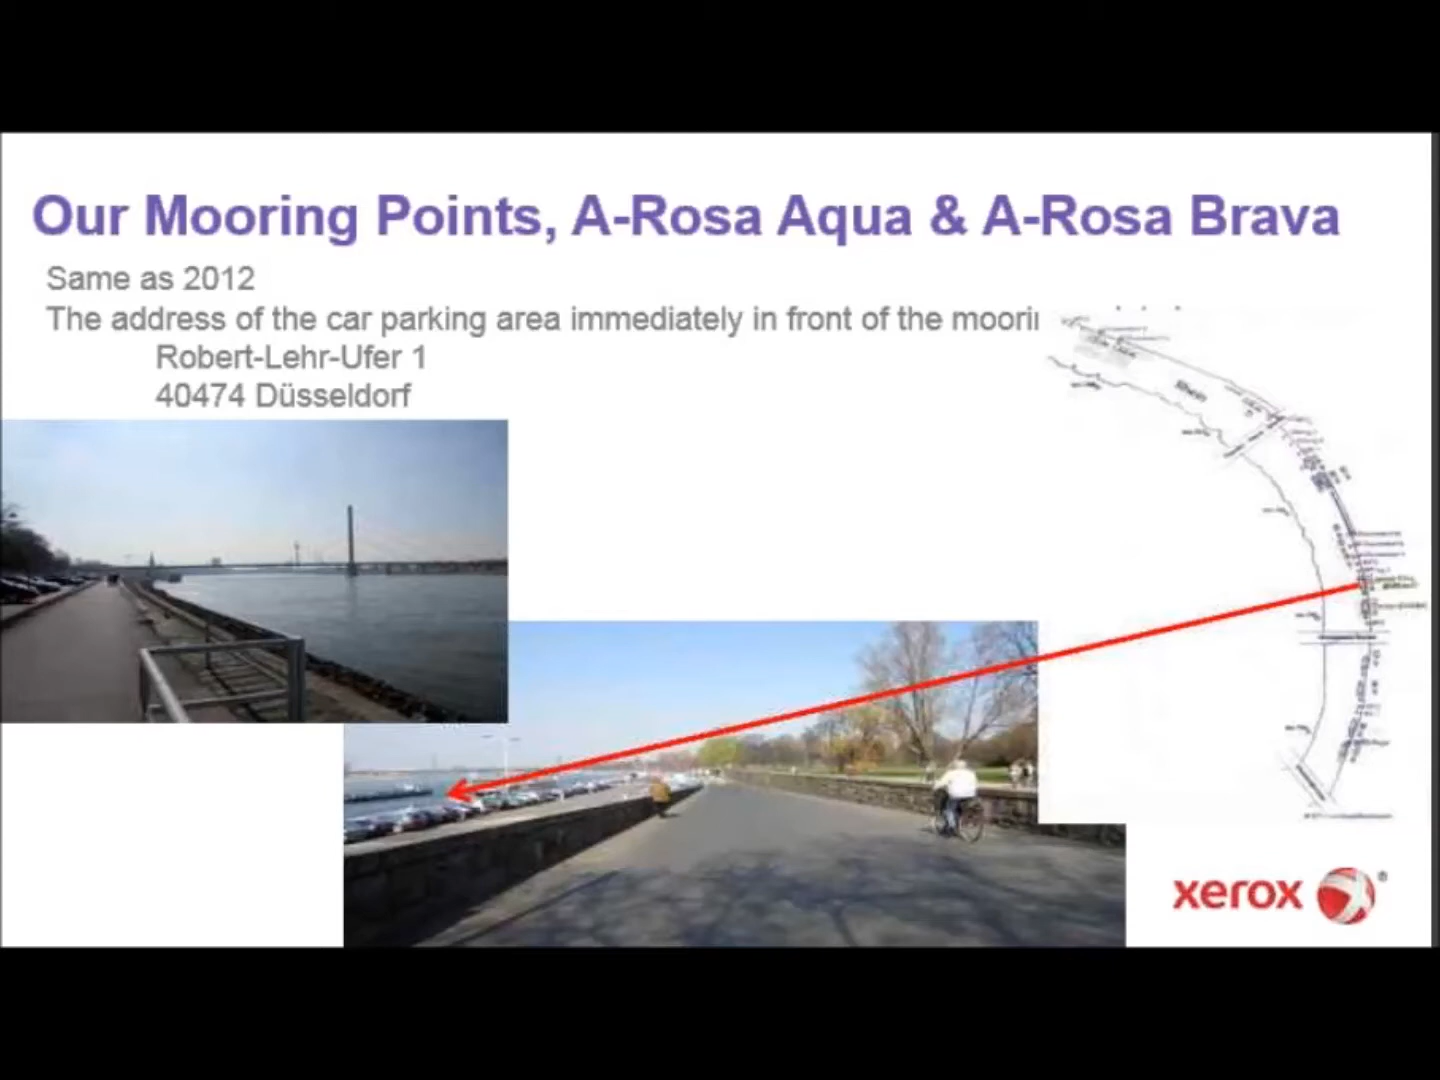 Our Mooring Points, A-Rosa Aqua & A-Rosa Brava
Same as 2012
The address of the car parking area immediately in front of the moori
Robert-Lehr-Ufer 1
40474 Düsseldorf
Rhein
xerox